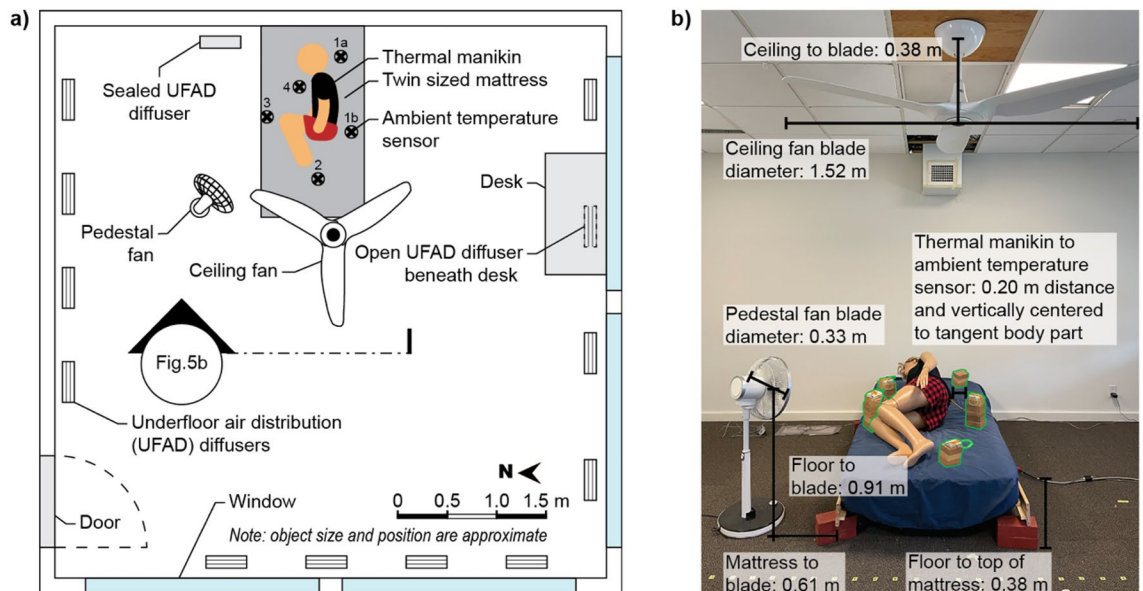 a)
1a
Thermal manikin
Twin sized mattress
Sealed UFAD
diffuser
4
3
1b
Ambient temperature
sensor
2
Desk
Pedestal
fan
Ceiling fan
Open UFAD diffuser
beneath desk
Fig.5b
Underfloor air distribution
(UFAD) diffusers
N
Window
0 0.5 1.0 1.5 m
Door
Note: object size and position are approximate
b)
Ceiling to blade: 0.38 m
Ceiling fan blade
diameter: 1.52 m
Thermal manikin to
ambient temperature
sensor: 0.20 m distance
and vertically centered
to tangent body part
Pedestal fan blade
diameter: 0.33 m
Floor to
blade: 0.91 m
Mattress to
blade: 0.61 m
Floor to top of
mattress: 0.38 m